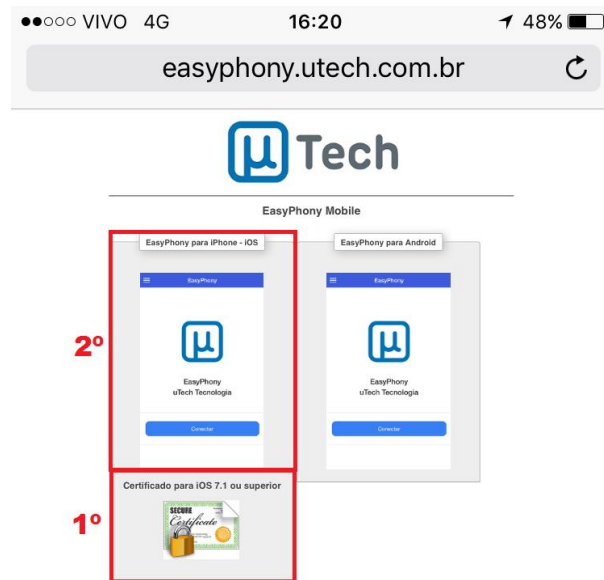 VIVO 4G 16:20 48%
easyphony.utech.com.br
µ Tech
EasyPhony Mobile
EasyPhony para iPhone - iOS
EasyPhony para Android
EasyPhony
EasyPhony
2º
µ
µ
EasyPhony
uTech Tecnologia
EasyPhony
uTech Tecnologia
Conectar
Conectar
Certificado para iOS 7.1 ou superior
1º
SECURE
Certificate